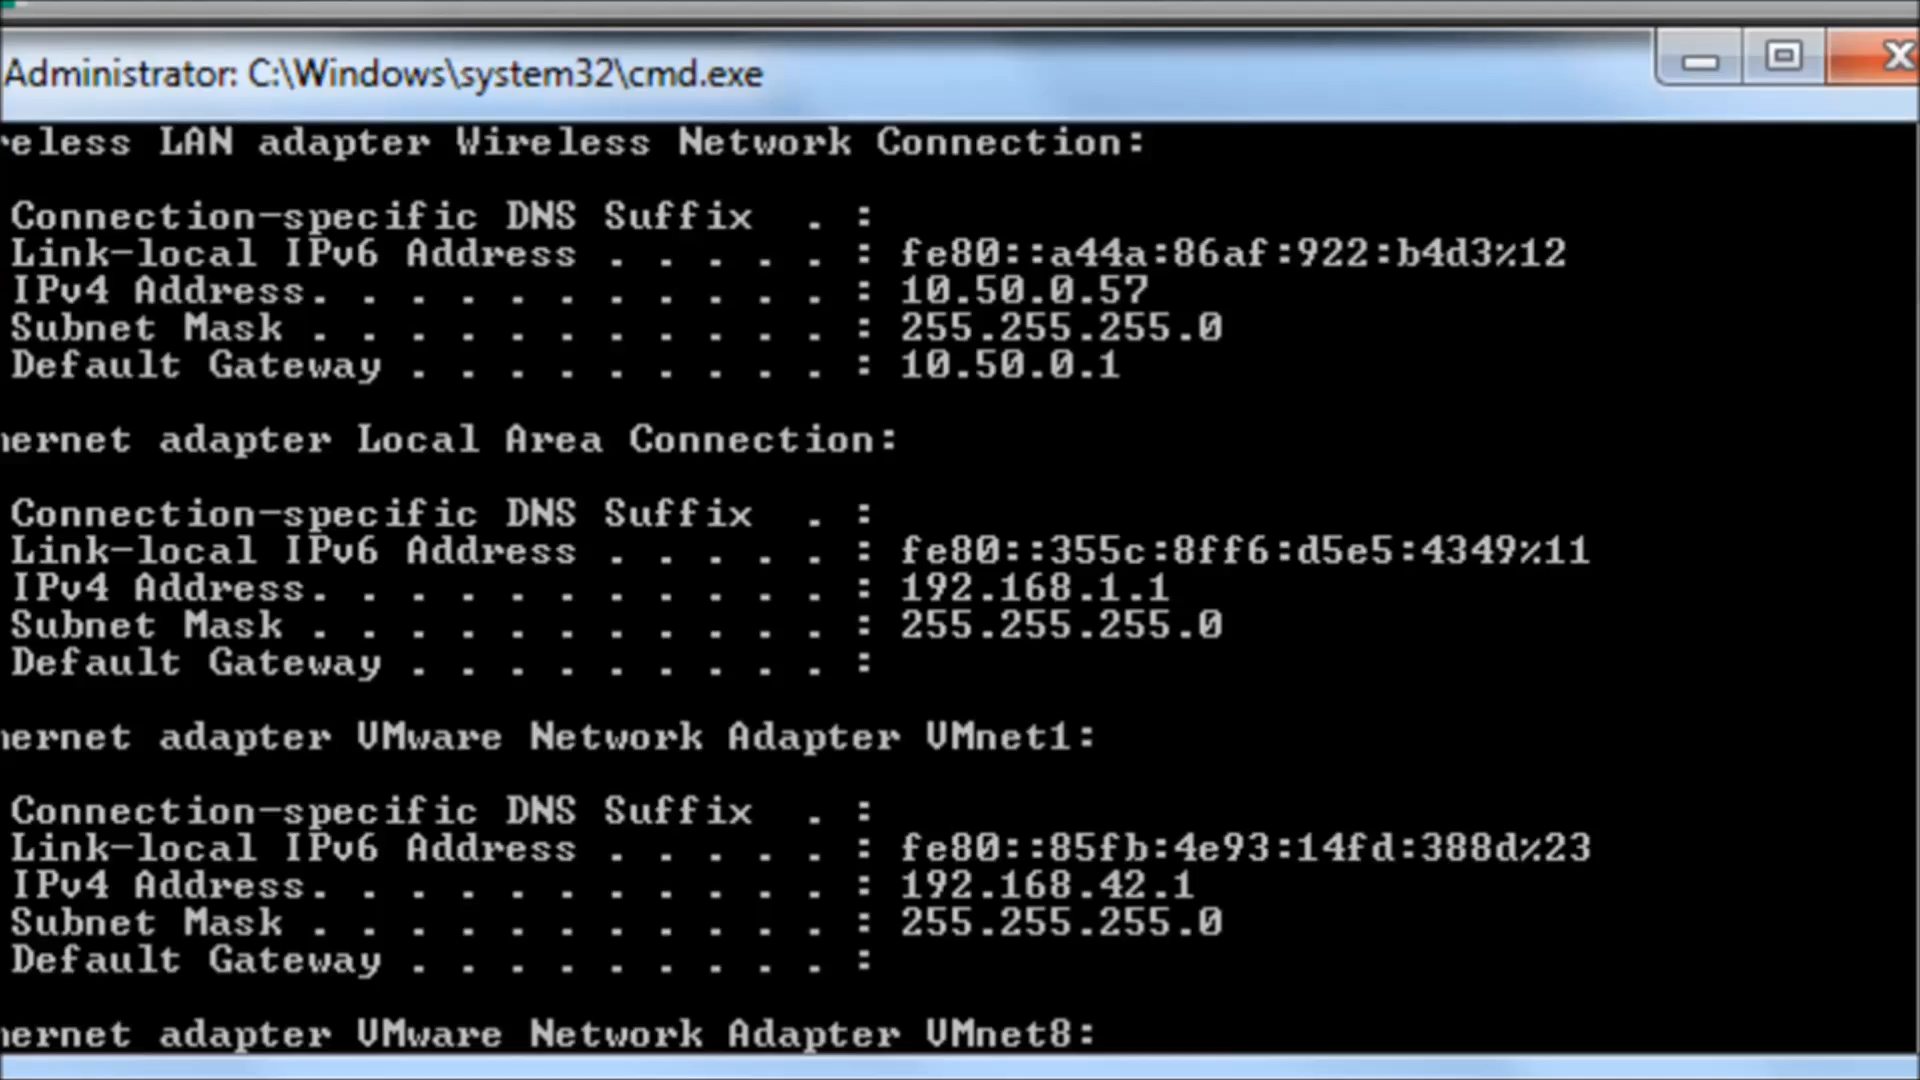 Administrator: C:\Windows\system32\cmd.exe
reless LAN adapter Wireless Network Connection:
Connection-specific DNS Suffix  . :
Link-local IPv6 Address . . . . . : fe80::a44a:86af:922:b4d3%12
IPv4 Address. . . . . . . . . . . : 10.50.0.57
Subnet Mask . . . . . . . . . . . : 255.255.255.0
Default Gateway . . . . . . . . . : 10.50.0.1
hernet adapter Local Area Connection:
Connection-specific DNS Suffix  . :
Link-local IPv6 Address . . . . . : fe80::355c:8ff6:d5e5:4349%11
IPv4 Address. . . . . . . . . . . : 192.168.1.1
Subnet Mask . . . . . . . . . . . : 255.255.255.0
Default Gateway . . . . . . . . . :
hernet adapter VMware Network Adapter VMnet1:
Connection-specific DNS Suffix  . :
Link-local IPv6 Address . . . . . : fe80::85fb:4e93:14fd:388d%23
IPv4 Address. . . . . . . . . . . : 192.168.42.1
Subnet Mask . . . . . . . . . . . : 255.255.255.0
Default Gateway . . . . . . . . . :
hernet adapter VMware Network Adapter VMnet8: